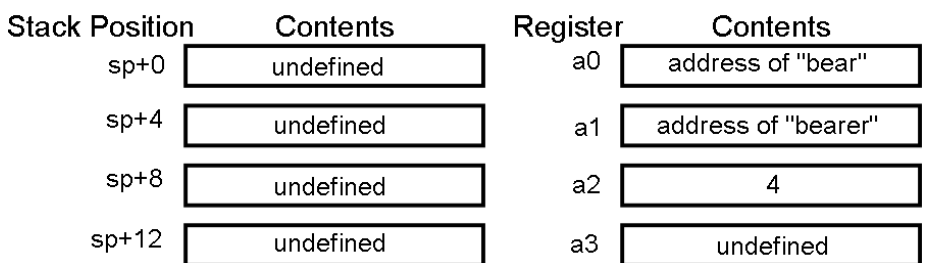 Stack Position Contents Register Contents
sp+0 undefined a0 address of "bear"
sp+4 undefined a1 address of "bearer"
sp+8 undefined a2 4
sp+12 undefined a3 undefined